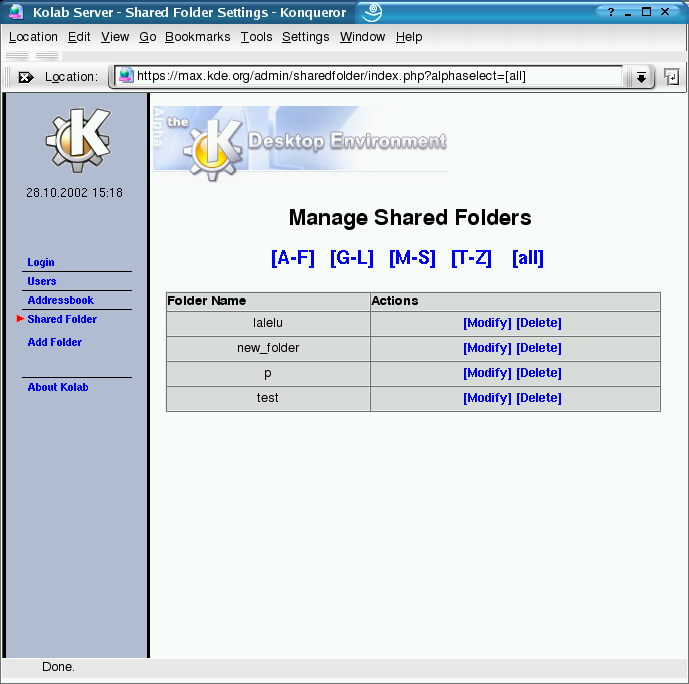 Kolab Server - Shared Folder Settings - Konqueror
Location Edit View Go Bookmarks Tools Settings Window Help
Location: https://max.kde.org/admin/sharedfolder/index.php?alphaselect=[all]
K
28.10.2002 15:18
Login
Users
Addressbook
Shared Folder
Add Folder
About Kolab
Alpha
the
K Desktop Environment
Manage Shared Folders
[A-F] [G-L] [M-S] [T-Z] [all]
Folder Name Actions
lalelu [Modify] [Delete]
new_folder [Modify] [Delete]
p [Modify] [Delete]
test [Modify] [Delete]
Done.